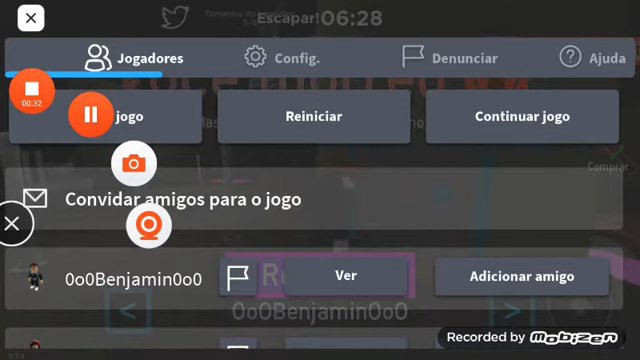 Escapar! 06:28
Jogadores
Config.
Denunciar
Ajuda
00:32
jogo
Reiniciar
Continuar jogo
Comprar
Convidar amigos para o jogo
0o0Benjamin0o0
Ver
Adicionar amigo
0o0Benjamin0o0
Recorded by mobizen